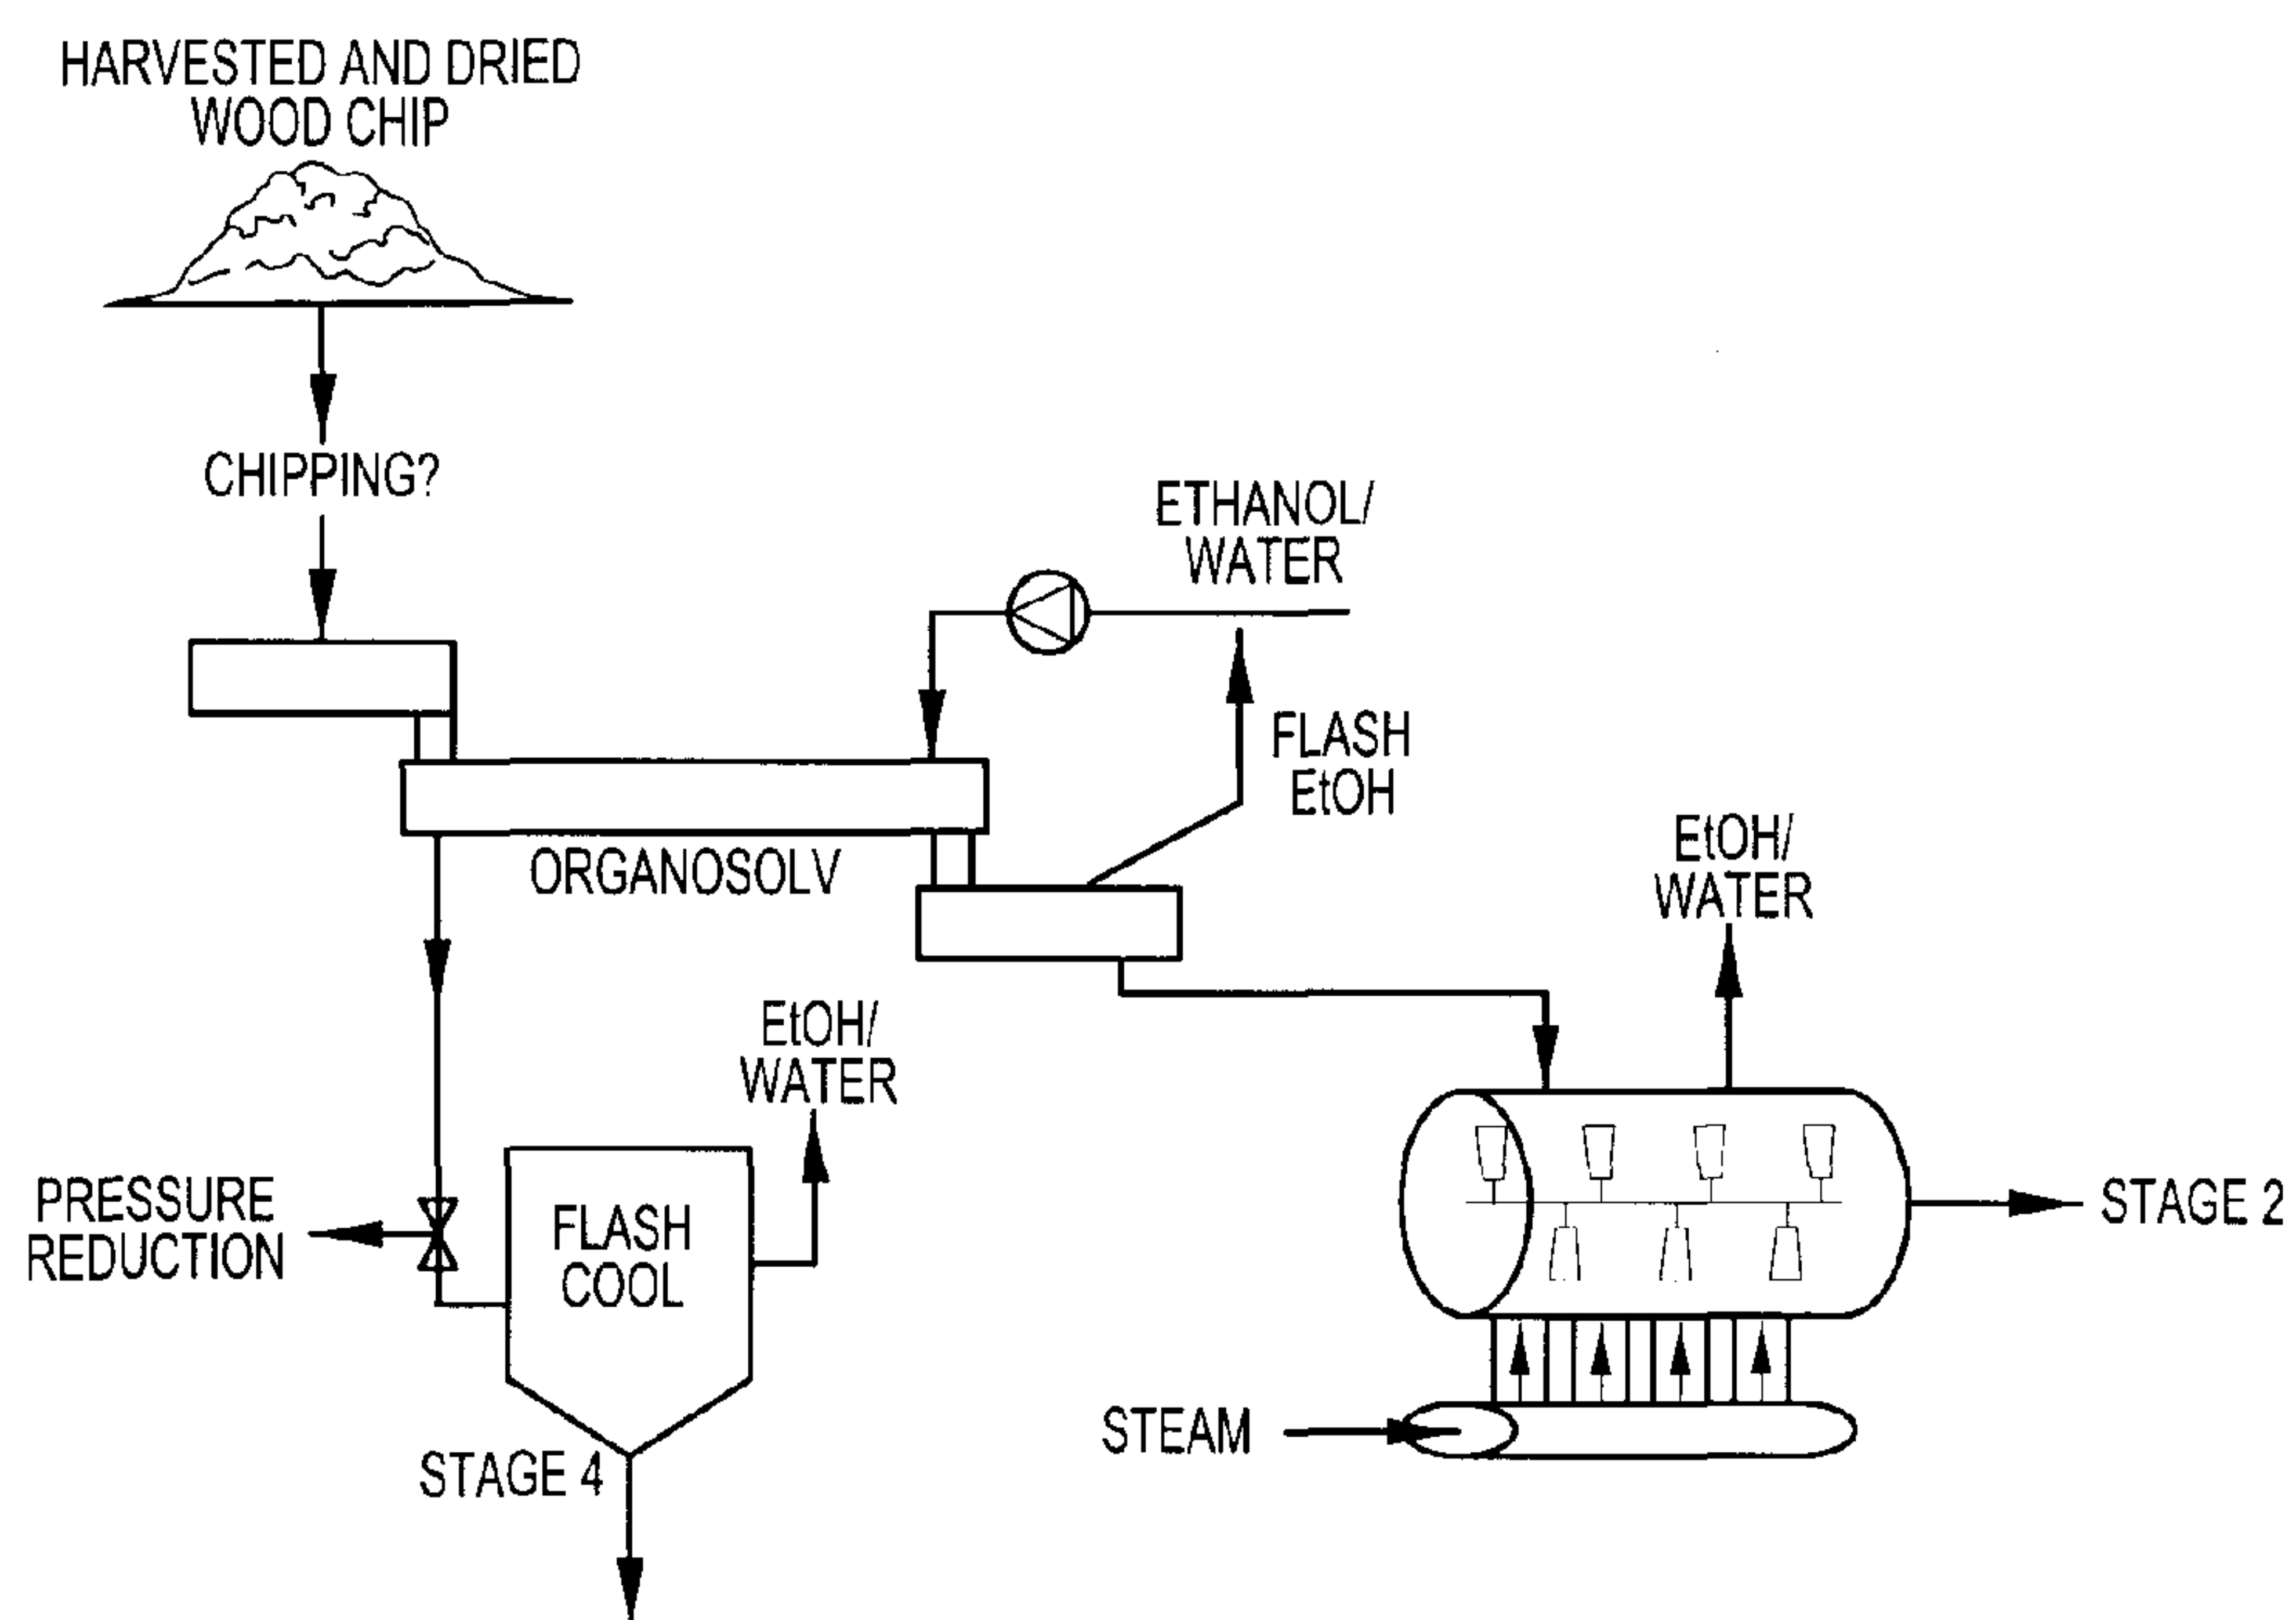 HARVESTED AND DRIED
WOOD CHIP
CHIPPING?
ETHANOL/
WATER
FLASH
EtOH
ORGANOSOLV
EtOH/
WATER
EtOH/
WATER
PRESSURE
REDUCTION
FLASH
COOL
STAGE 2
STEAM
STAGE 4